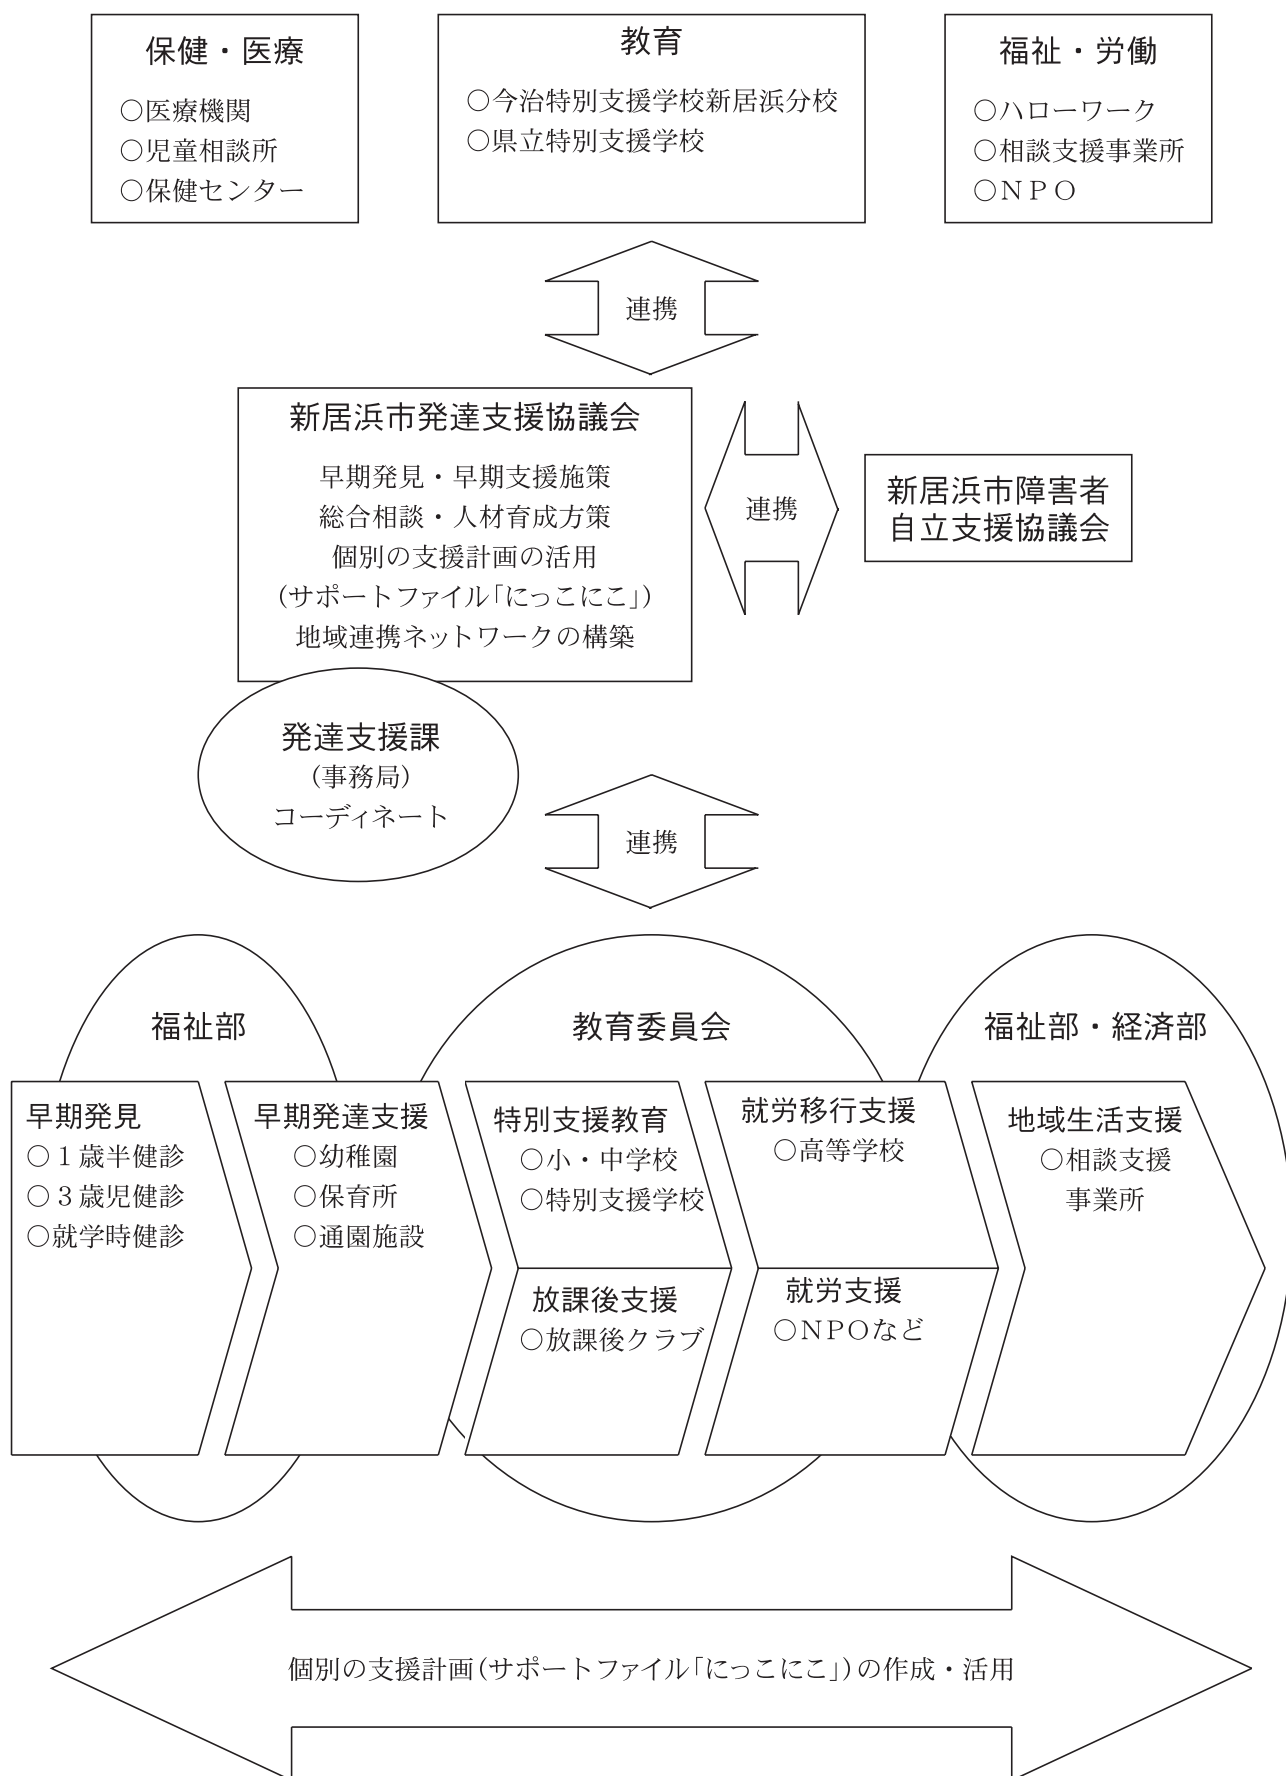 保健・医療
○医療機関
○児童相談所
○保健センター
教育
○今治特別支援学校新居浜分校
○県立特別支援学校
福祉・労働
○ハローワーク
○相談支援事業所
○ＮＰＯ
連携
新居浜市発達支援協議会
早期発見・早期支援施策
総合相談・人材育成方策
個別の支援計画の活用
(サポートファイル｢にっこにこ｣)
地域連携ネットワークの構築
連携
新居浜市障害者
自立支援協議会
発達支援課
(事務局)
コーディネート
連携
福祉部
教育委員会
福祉部・経済部
早期発見
○１歳半健診
○３歳児健診
○就学時健診
早期発達支援
○幼稚園
○保育所
○通園施設
特別支援教育
○小・中学校
○特別支援学校
放課後支援
○放課後クラブ
就労移行支援
○高等学校
就労支援
○ＮＰＯなど
地域生活支援
○相談支援
事業所
個別の支援計画(サポートファイル｢にっこにこ｣)の作成・活用